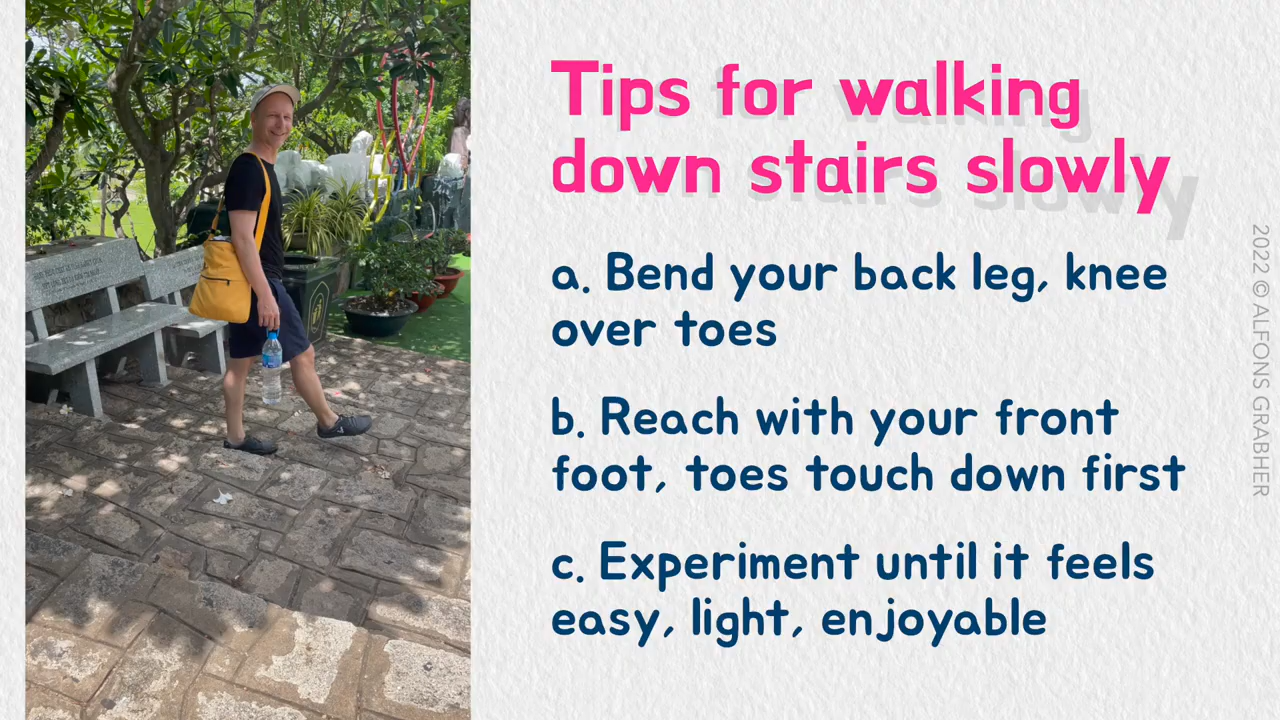 Tips for walking
down stairs slowly
a. Bend your back leg, knee
over toes
b. Reach with your front
foot, toes touch down first
c. Experiment until it feels
easy, light, enjoyable
2022 © ALFONS GRABHER